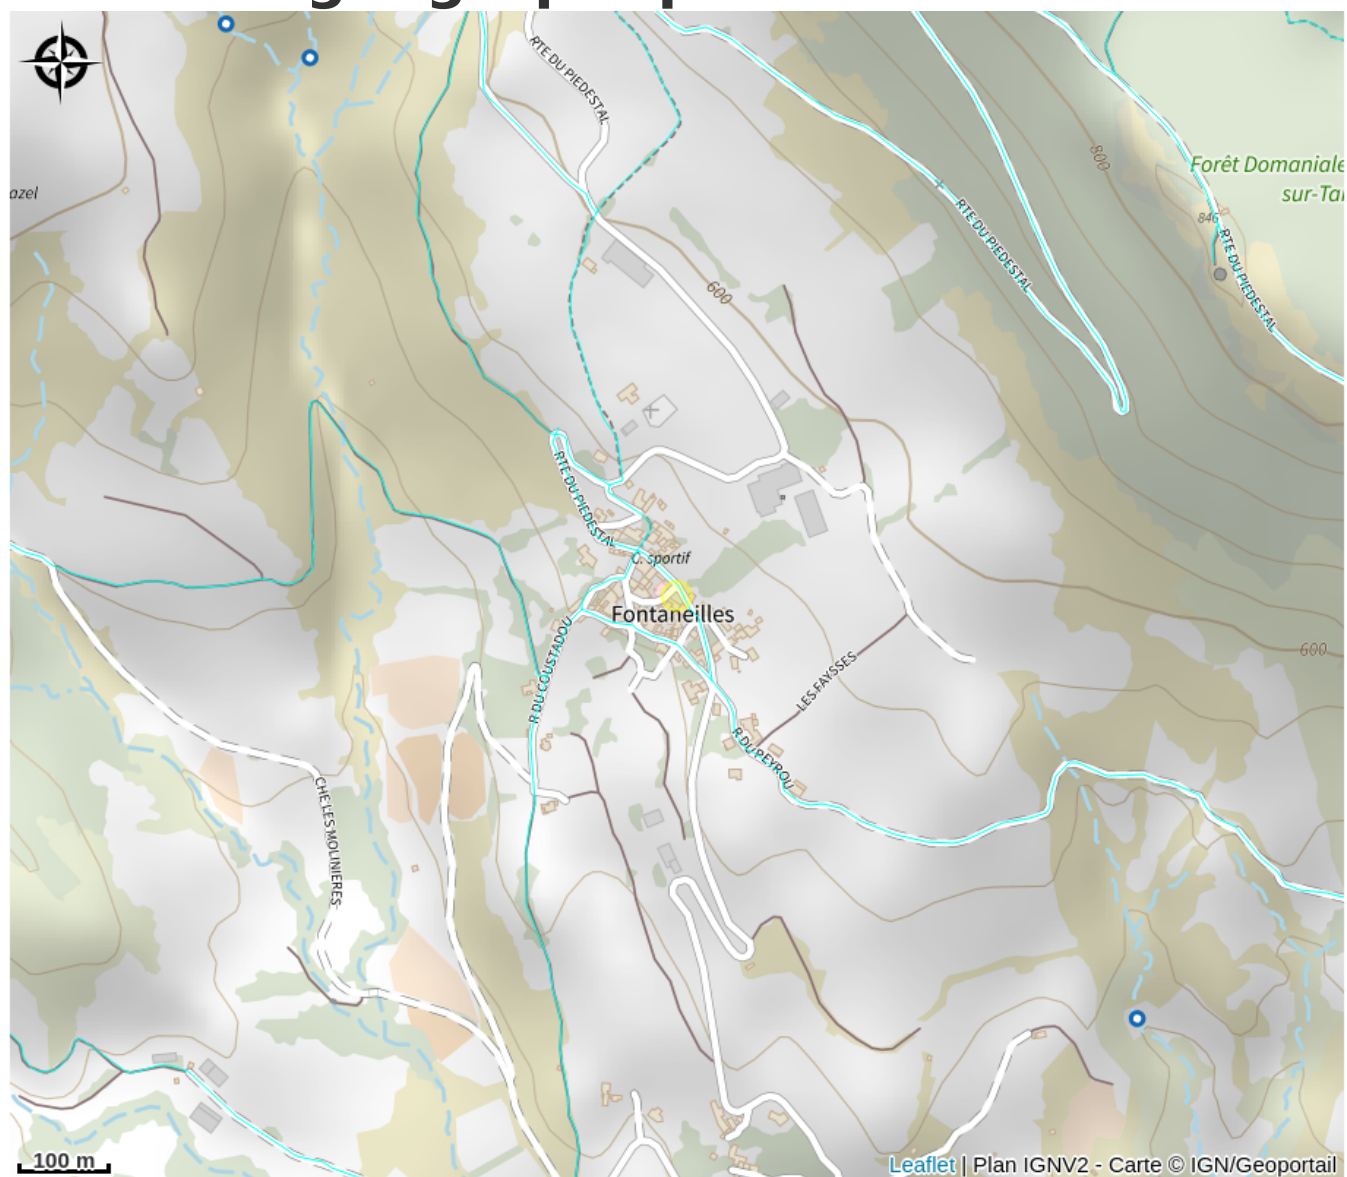 RTE DU PIEDESTAL
800
Forêt Domaniale
sur-Tar
azel
RTE DU PIEDESTAL
846
RTE DU PIEDESTAL
600
RTE DU PIEDESTAL
C. sportif
Fontaneilles
R DU COUSTADOU
LES FAYSSES
600
R DU PEYROU
CHE LES MOLINIERES
100 m
Leaflet | Plan IGNV2 - Carte © IGN/Geoportail